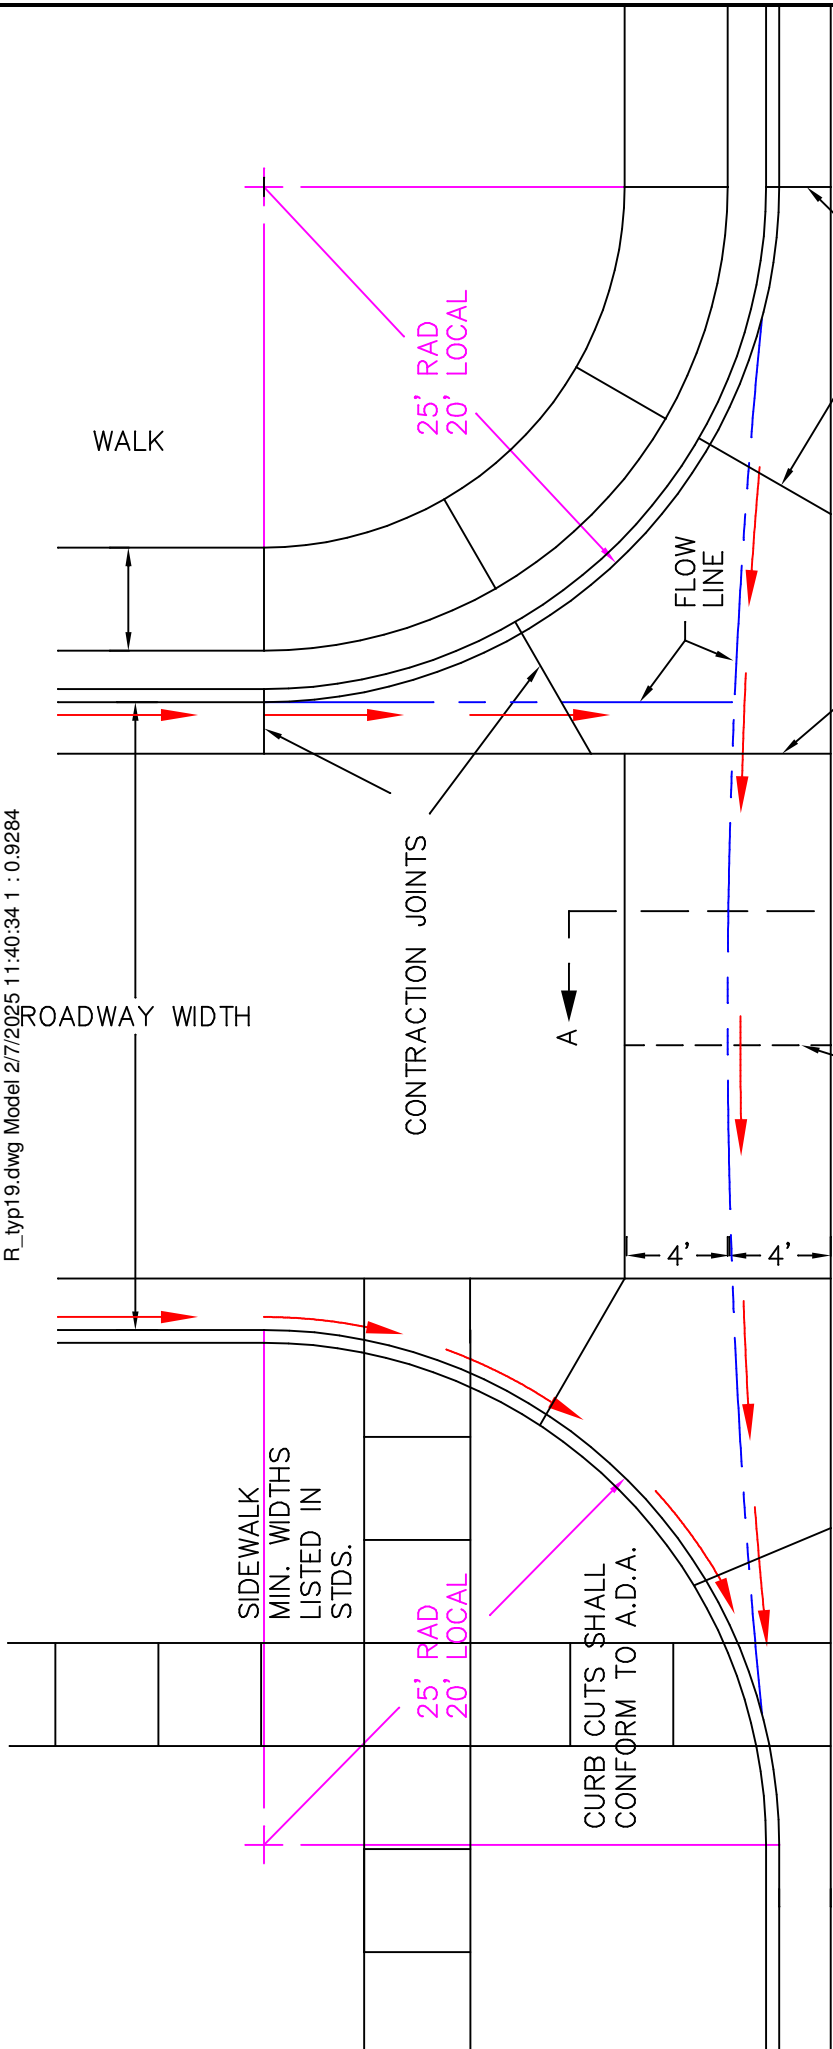 WALK
25' RAD
20' LOCAL
FLOW
LINE
R_typ19.dwg Model 2/7/2025 11:40:34 1 : 0.9284
ROADWAY WIDTH
CONTRACTION JOINTS
A
4'
4'
SIDEWALK
MIN. WIDTHS
LISTED IN
STDS.
25' RAD
20' LOCAL
CURB CUTS SHALL
CONFORM TO A.D.A.